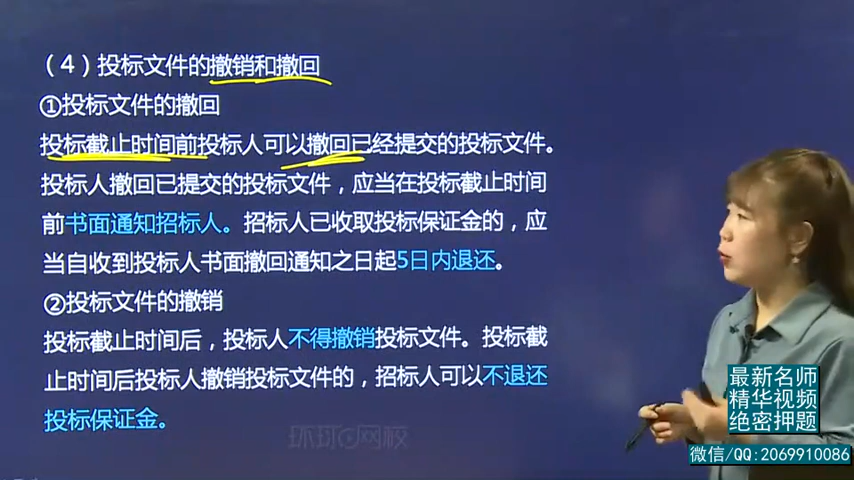 （4）投标文件的撤销和撤回
①投标文件的撤回
投标截止时间前投标人可以撤回已经提交的投标文件。
投标人撤回已提交的投标文件，应当在投标截止时间
前书面通知招标人。招标人已收取投标保证金的，应
当自收到投标人书面撤回通知之日起5日内退还。
②投标文件的撤销
投标截止时间后，投标人不得撤销投标文件。投标截
止时间后投标人撤销投标文件的，招标人可以不退还
投标保证金。
环球网校
最新名师
精华视频
绝密押题
微信/QQ:2069910086